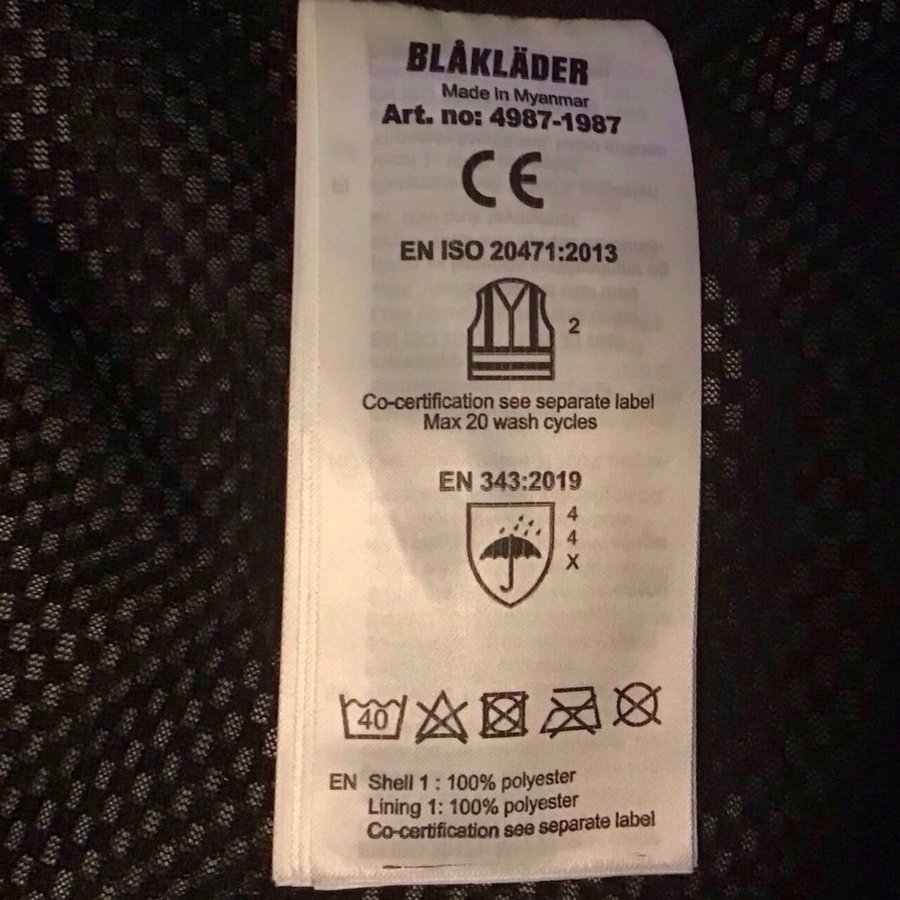 BLÅKLÄDER
Made in Myanmar
Art. no: 4987-1987
CE
EN ISO 20471:2013
2
Co-certification see separate label
Max 20 wash cycles
EN 343:2019
4
4
X
40
EN Shell 1 : 100% polyester
Lining 1: 100% polyester
Co-certification see separate label